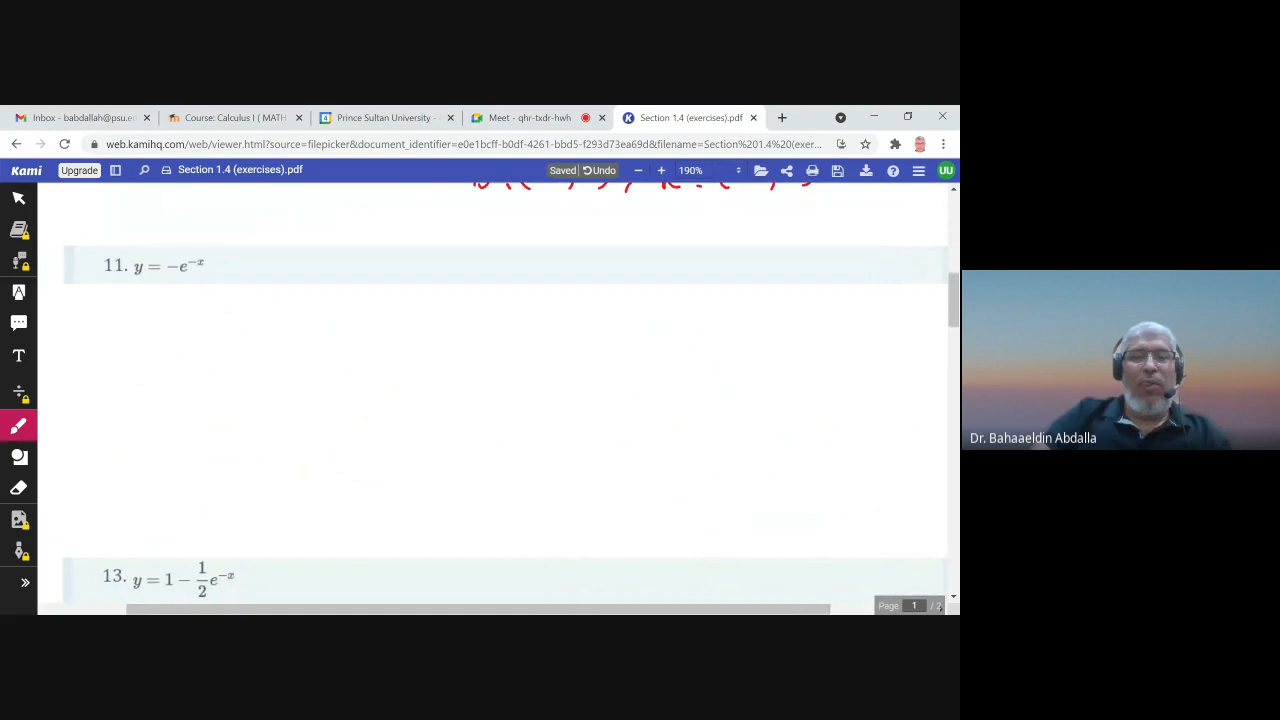 Inbox - babdallah@psu.e
Course: Calculus I ( MATH
Prince Sultan University -
Meet - qhr-txdr-hwh
Section 1.4 (exercises).pdf
web.kamihq.com/web/viewer.html?source=filepicker&document_identifier=e0e1bcff-b0df-4261-bbd5-f293d73ea69d&filename=Section%201.4%20(exer...
Kami
Upgrade
Section 1.4 (exercises).pdf
Saved
Undo
190%
UU
11. y = −e^{−x}
Dr. Bahaaeldin Abdalla
13. y = 1 − \frac{1}{2}e^{−x}
Page 1 / 2